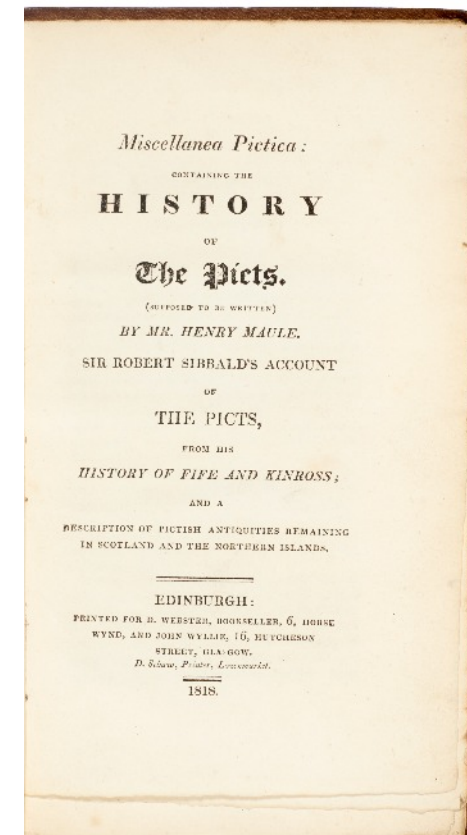 Miscellanea Pictica:
CONTAINING THE
HISTORY
OF
The Picts.
(SUPPOSED TO BE WRITTEN)
BY MR. HENRY MAULE.
SIR ROBERT SIBBALD'S ACCOUNT
OF
THE PICTS,
FROM HIS
HISTORY OF FIFE AND KINROSS;
AND A
DESCRIPTION OF PICTISH ANTIQUITIES REMAINING
IN SCOTLAND AND THE NORTHERN ISLANDS.
EDINBURGH:
PRINTED FOR D. WEBSTER, BOOKSELLER, 6, HORSE
WYND, AND JOHN WYLLIE, 16, HUTCHESON
STREET, GLASGOW.
D. Schaw, Printer, Lawnmarket.
1818.